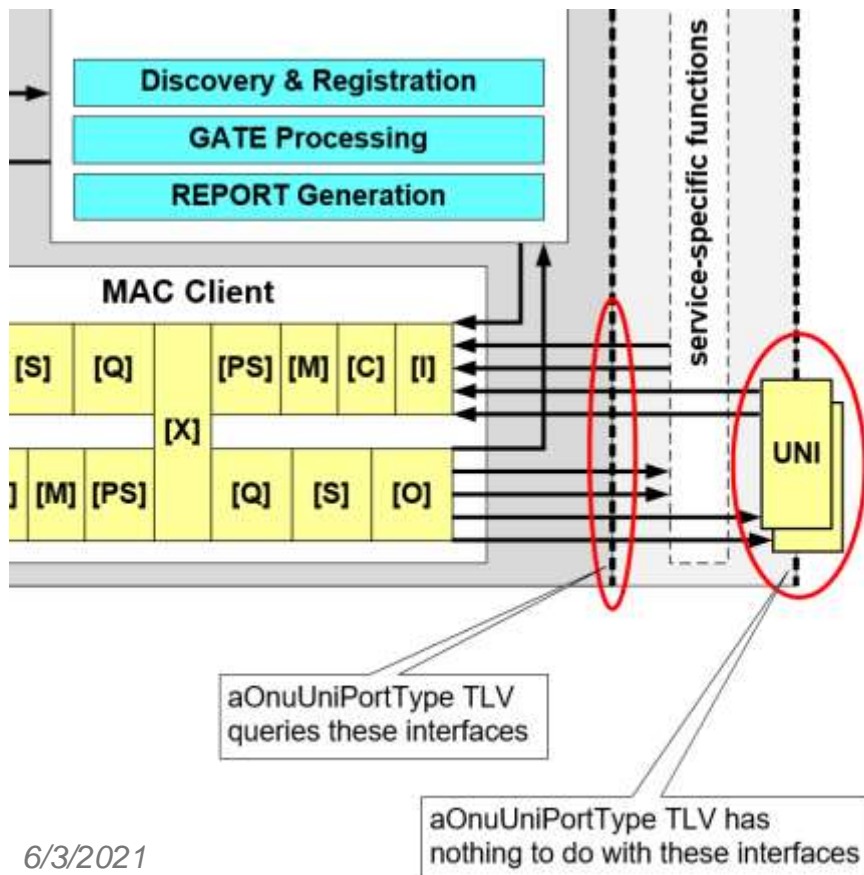 Discovery & Registration
GATE Processing
REPORT Generation
service-specific functions
MAC Client
[S] [Q] [PS] [M] [C] [I]
[X]
] [M] [PS] [Q] [S] [O]
UNI
aOnuUniPortType TLV
queries these interfaces
aOnuUniPortType TLV has
nothing to do with these interfaces
6/3/2021